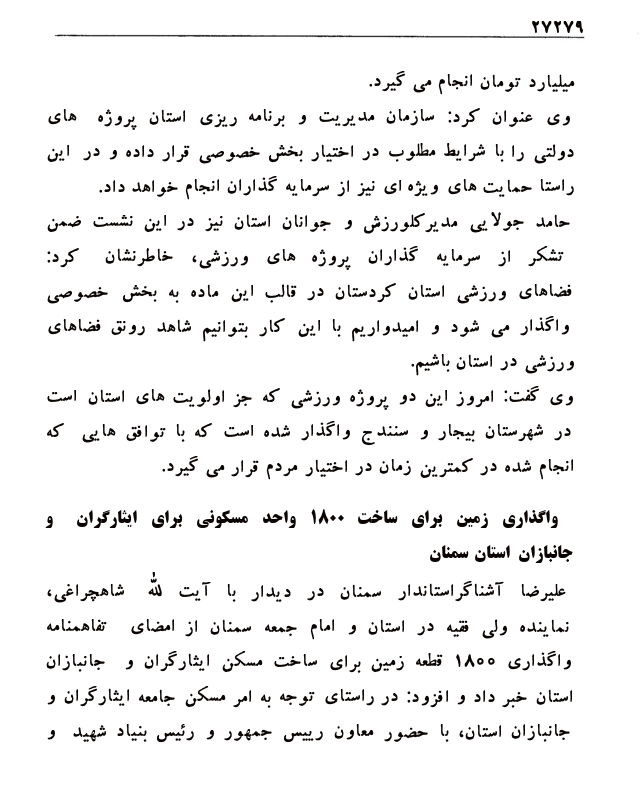 ۲۷۲۷۹
میلیارد تومان انجام می گیرد.
وی عنوان کرد: سازمان مدیریت و برنامه ریزی استان پروژه های
دولتی را با شرایط مطلوب در اختیار بخش خصوصی قرار داده و در این
راستا حمایت های ویژه ای نیز از سرمایه گذاران انجام خواهد داد.
حامد جولایی مدیرکلورزش و جوانان استان نیز در این نشست ضمن
تشکر از سرمایه گذاران پروژه های ورزشی، خاطرنشان کرد:
فضاهای ورزشی استان کردستان در قالب این ماده به بخش خصوصی
واگذار می شود و امیدواریم با این کار بتوانیم شاهد رونق فضاهای
ورزشی در استان باشیم.
وی گفت: امروز این دو پروژه ورزشی که جز اولویت های استان است
در شهرستان بیجار و سنندج واگذار شده است که با توافق هایی که
انجام شده در کمترین زمان در اختیار مردم قرار می گیرد.
واگذاری زمین برای ساخت ۱۸۰۰ واحد مسکونی برای ایثارگران و
جانبازان استان سمنان
علیرضا آشناگراستاندار سمنان در دیدار با آیت الله شاهچراغی،
نماینده ولی فقیه در استان و امام جمعه سمنان از امضای تفاهمنامه
واگذاری ۱۸۰۰ قطعه زمین برای ساخت مسکن ایثارگران و جانبازان
استان خبر داد و افزود: در راستای توجه به امر مسکن جامعه ایثارگران و
جانبازان استان، با حضور معاون رییس جمهور و رئیس بنیاد شهید و